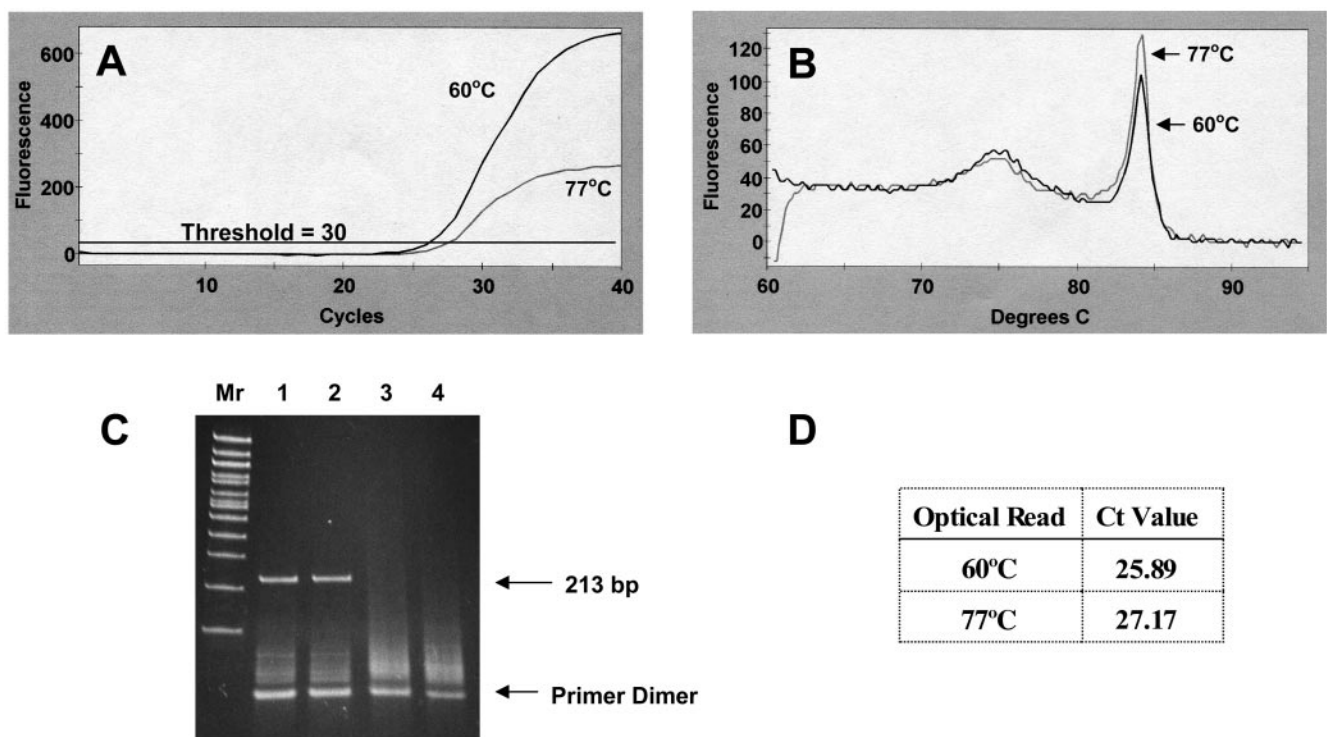 A
Fluorescence
600
400
200
0
60°C
77°C
Threshold = 30
10
20
30
40
Cycles
B
Fluorescence
120
100
80
60
40
20
0
77°C
60°C
60
70
80
90
Degrees C
C
Mr 1 2 3 4
213 bp
Primer Dimer
D
Optical Read Ct Value
60°C 25.89
77°C 27.17